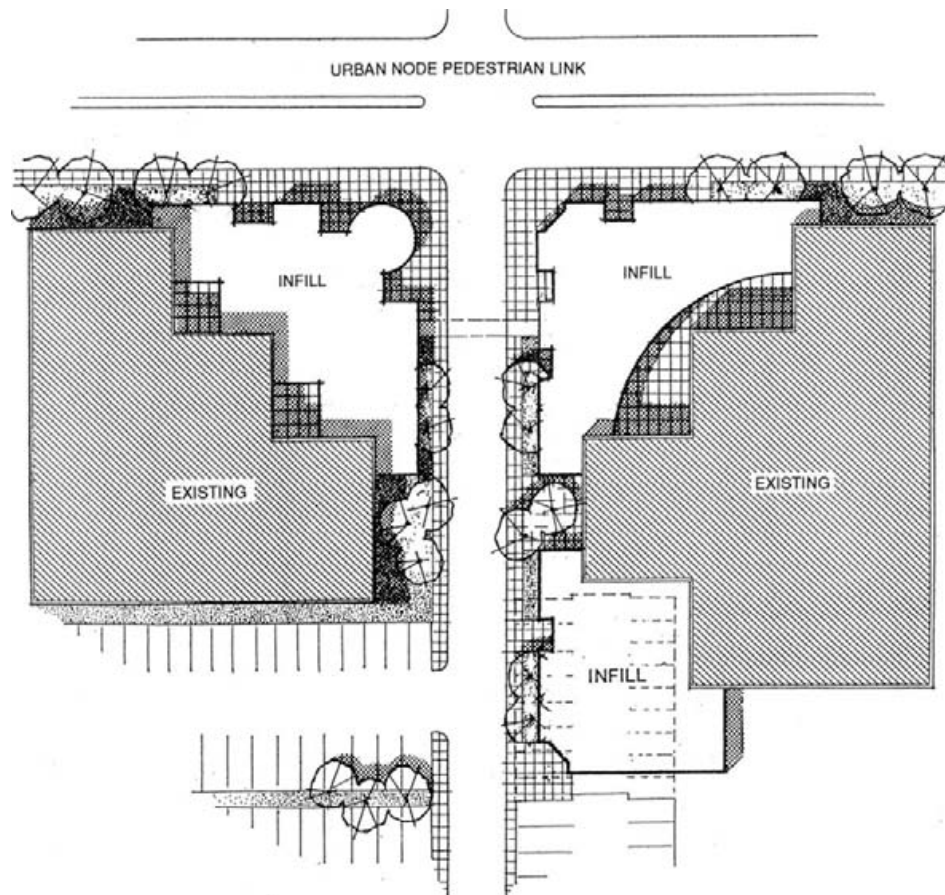 URBAN NODE PEDESTRIAN LINK
INFILL
INFILL
EXISTING
EXISTING
INFILL